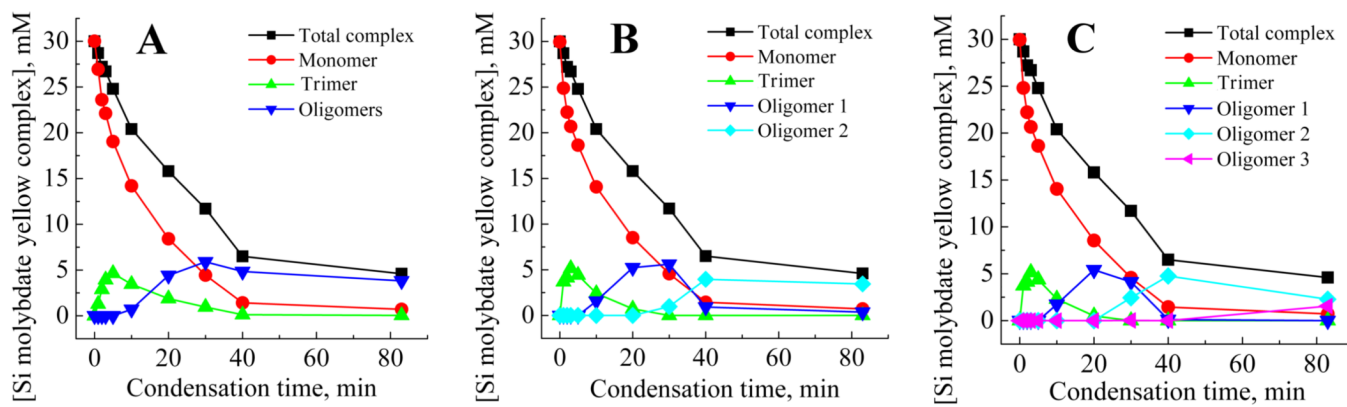 A
[Si molybdate yellow complex], mM
30
25
20
15
10
5
0
Total complex
Monomer
Trimer
Oligomers
0 20 40 60 80
Condensation time, min
B
[Si molybdate yellow complex], mM
30
25
20
15
10
5
0
Total complex
Monomer
Trimer
Oligomer 1
Oligomer 2
0 20 40 60 80
Condensation time, min
C
[Si molybdate yellow complex], mM
30
25
20
15
10
5
0
Total complex
Monomer
Trimer
Oligomer 1
Oligomer 2
Oligomer 3
0 20 40 60 80
Condensation time, min